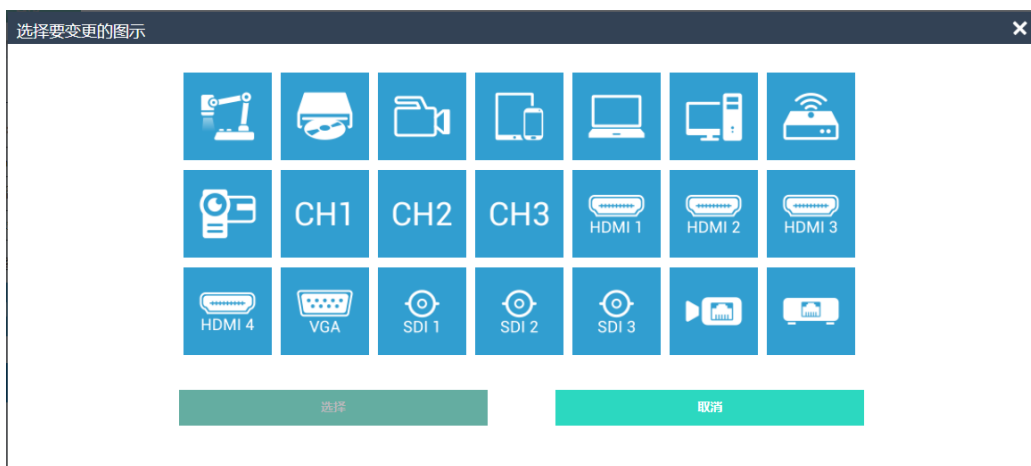 选择要变更的图示
CH1
CH2
CH3
HDMI 1
HDMI 2
HDMI 3
HDMI 4
VGA
SDI 1
SDI 2
SDI 3
选择
取消